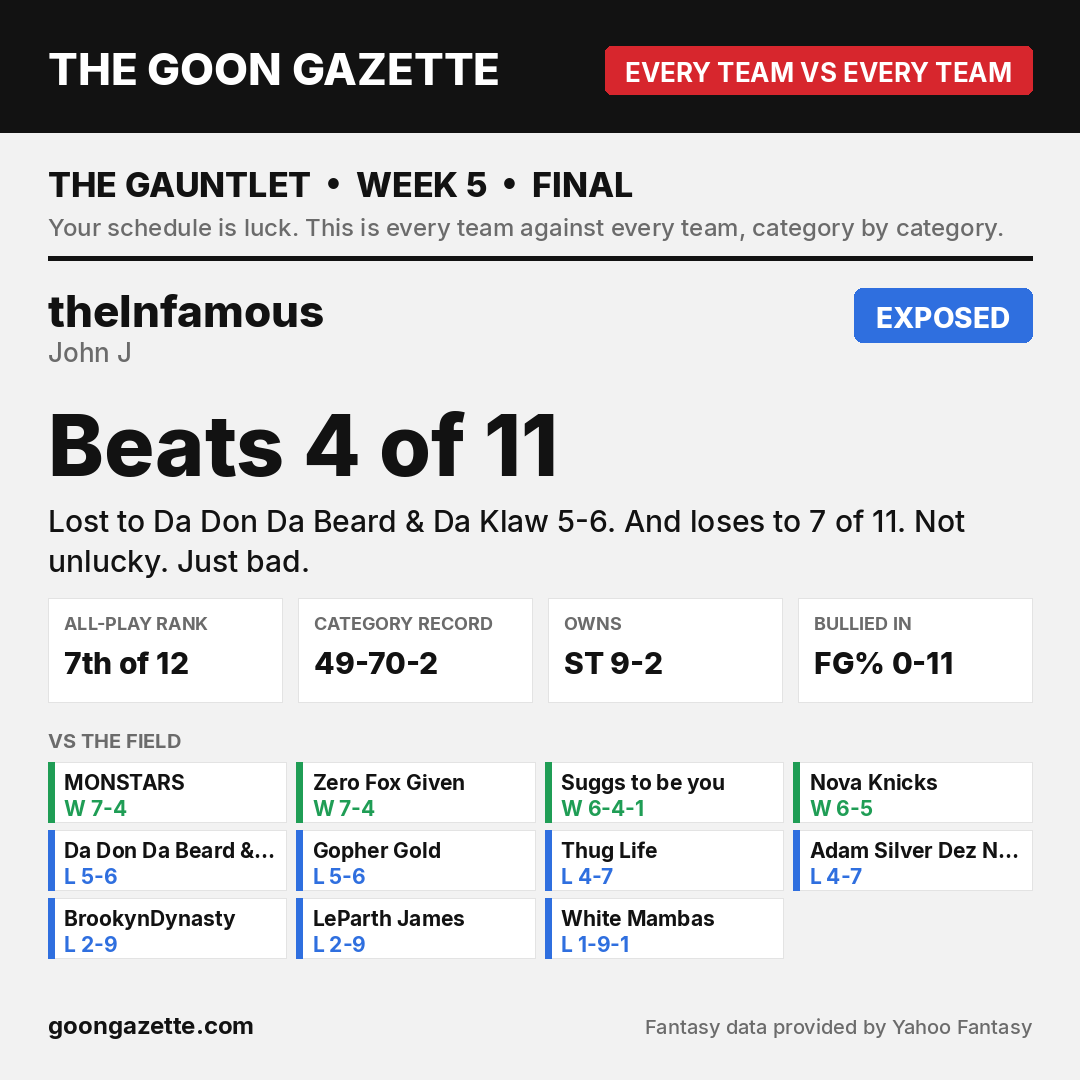 THE GOON GAZETTE
EVERY TEAM VS EVERY TEAM
THE GAUNTLET • WEEK 5 • FINAL
Your schedule is luck. This is every team against every team, category by category.
theInfamous
EXPOSED
John J
Beats 4 of 11
Lost to Da Don Da Beard & Da Klaw 5-6. And loses to 7 of 11. Not
unlucky. Just bad.
ALL-PLAY RANK
7th of 12
CATEGORY RECORD
49-70-2
OWNS
ST 9-2
BULLIED IN
FG% 0-11
VS THE FIELD
MONSTARS
W 7-4
Zero Fox Given
W 7-4
Suggs to be you
W 6-4-1
Nova Knicks
W 6-5
Da Don Da Beard &...
L 5-6
Gopher Gold
L 5-6
Thug Life
L 4-7
Adam Silver Dez N...
L 4-7
BrookynDynasty
L 2-9
LeParth James
L 2-9
White Mambas
L 1-9-1
goongazette.com
Fantasy data provided by Yahoo Fantasy